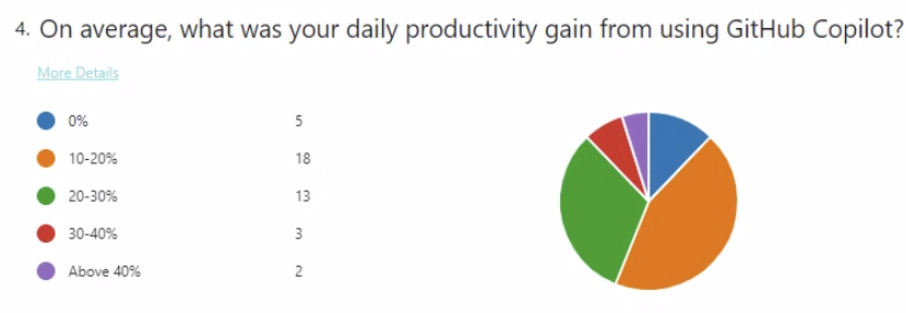 4. On average, what was your daily productivity gain from using GitHub Copilot?
More Details
0% 5
10-20% 18
20-30% 13
30-40% 3
Above 40% 2